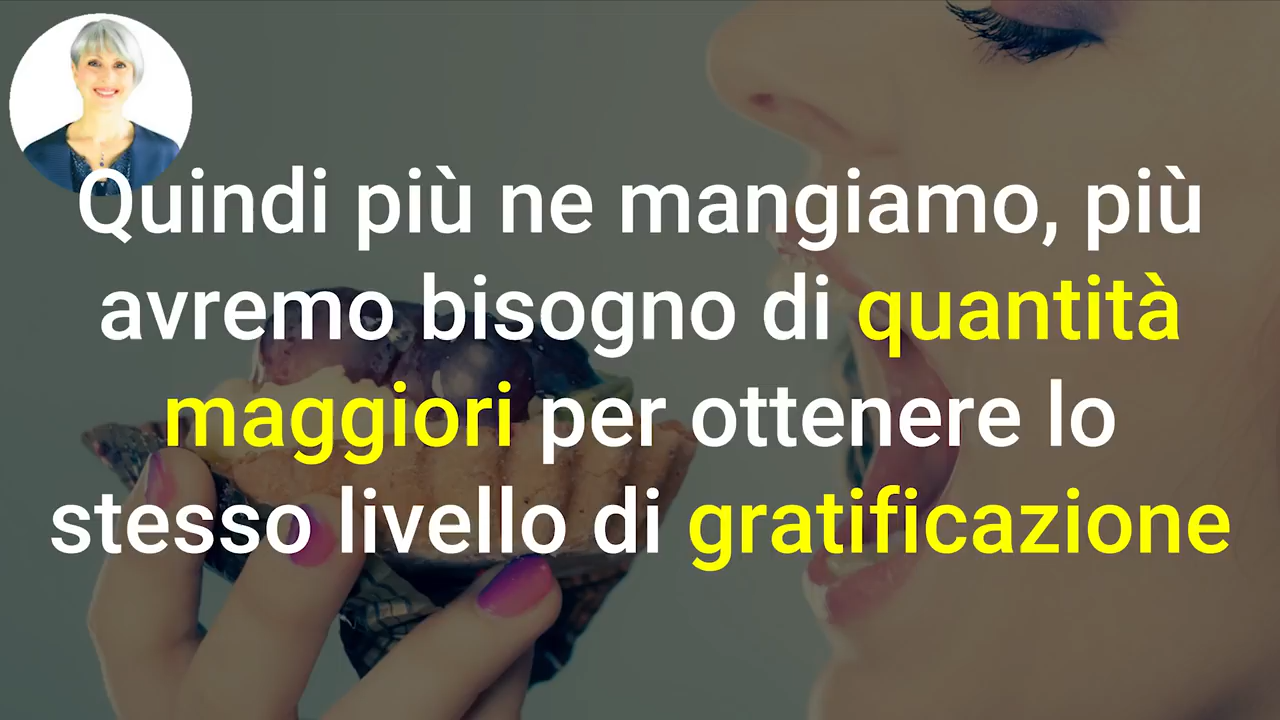 Quindi più ne mangiamo, più
avremo bisogno di quantità
maggiori per ottenere lo
stesso livello di gratificazione